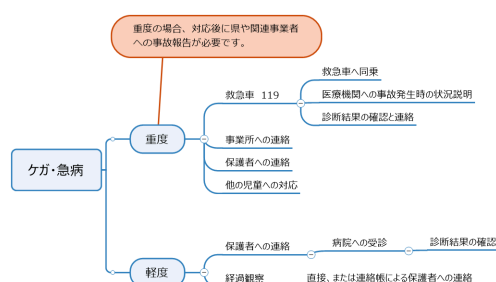 重度の場合、対応後に県や関連事業者
への事故報告が必要です。
救急車へ同乗
救急車 119
医療機関への事故発生時の状況説明
診断結果の確認と連絡
重度
事業所への連絡
保護者への連絡
他の児童への対応
ケガ・急病
保護者への連絡
病院への受診
診断結果の確認
軽度
経過観察
直接、または連絡帳による保護者への連絡